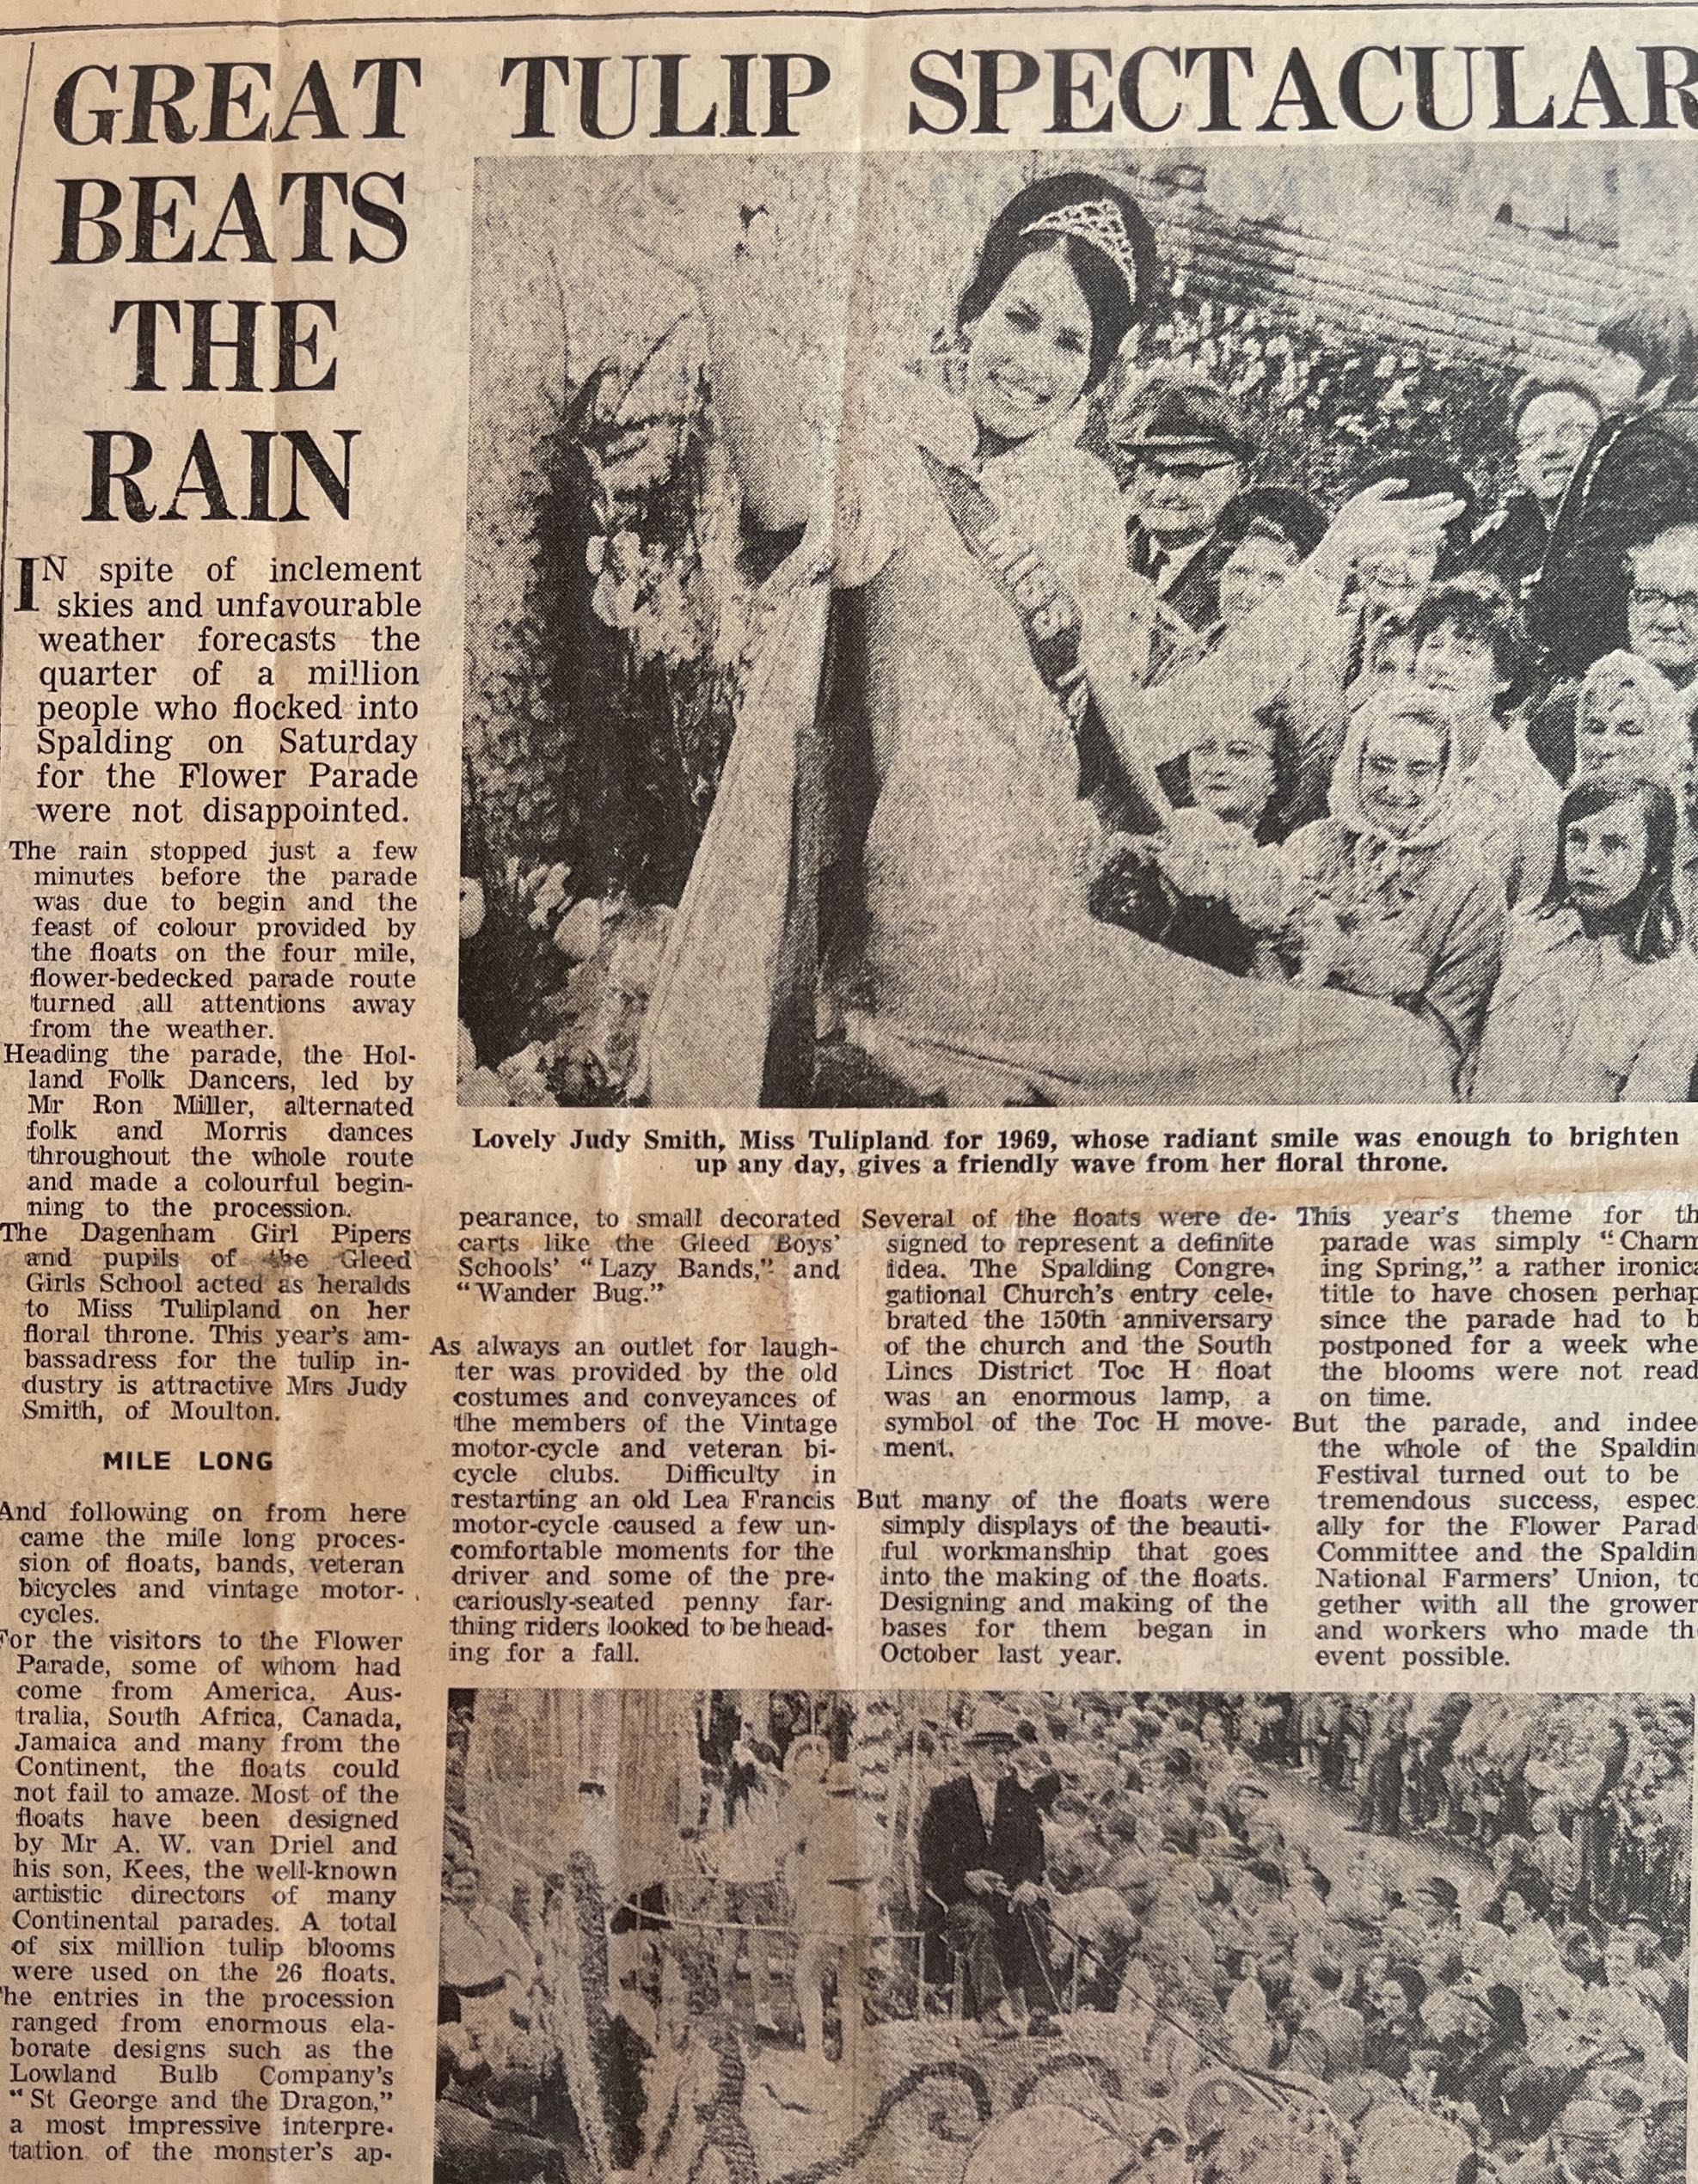 GREAT TULIP SPECTACULAR
BEATS
THE
RAIN
IN spite of inclement
skies and unfavourable
weather forecasts the
quarter of a million
people who flocked into
Spalding on Saturday
for the Flower Parade
were not disappointed.
The rain stopped just a few
minutes before the parade
was due to begin and the
feast of colour provided by
the floats on the four mile,
flower-bedecked parade route
turned all attentions away
from the weather.
Heading the parade, the Hol-
land Folk Dancers, led by
Mr Ron Miller, alternated
folk and Morris dances
throughout the whole route
and made a colourful begin-
ning to the procession.
The Dagenham Girl Pipers
and pupils of the Gleed
Girls School acted as heralds
to Miss Tulipland on her
floral throne. This year's am-
bassadress for the tulip in-
dustry is attractive Mrs Judy
Smith, of Moulton.
MILE LONG
And following on from here
came the mile long proces-
sion of floats, bands, veteran
bicycles and vintage motor-
cycles.
For the visitors to the Flower
Parade, some of whom had
come from America, Aus-
tralia, South Africa, Canada,
Jamaica and many from the
Continent, the floats could
not fail to amaze. Most of the
floats have been designed
by Mr A. W. van Driel and
his son, Kees, the well-known
artistic directors of many
Continental parades. A total
of six million tulip blooms
were used on the 26 floats.
he entries in the procession
ranged from enormous ela-
borate designs such as the
Lowland Bulb Company's
"St George and the Dragon,"
a most impressive interpre-
tation of the monster's ap-
MISS
Lovely Judy Smith, Miss Tulipland for 1969, whose radiant smile was enough to brighten
up any day, gives a friendly wave from her floral throne.
pearance, to small decorated
carts like the Gleed Boys'
Schools' "Lazy Bands," and
"Wander Bug."
As always an outlet for laugh-
ter was provided by the old
costumes and conveyances of
the members of the Vintage
motor-cycle and veteran bi-
cycle clubs. Difficulty in
restarting an old Lea Francis
motor-cycle caused a few un-
comfortable moments for the
driver and some of the pre-
cariously-seated penny far-
thing riders looked to be head-
ing for a fall.
Several of the floats were de-
signed to represent a definite
idea. The Spalding Congre-
gational Church's entry cele-
brated the 150th anniversary
of the church and the South
Lincs District Toc H float
was an enormous lamp, a
symbol of the Toc H move-
ment.
But many of the floats were
simply displays of the beauti-
ful workmanship that goes
into the making of the floats.
Designing and making of the
bases for them began in
October last year.
This year's theme for th
parade was simply "Charm
ing Spring," a rather ironica
title to have chosen perhap
since the parade had to b
postponed for a week whe
the blooms were not read
on time.
But the parade, and indee
the whole of the Spaldin
Festival turned out to be
tremendous success, espec
ally for the Flower Parad
Committee and the Spaldin
National Farmers' Union, to
gether with all the grower
and workers who made th
event possible.